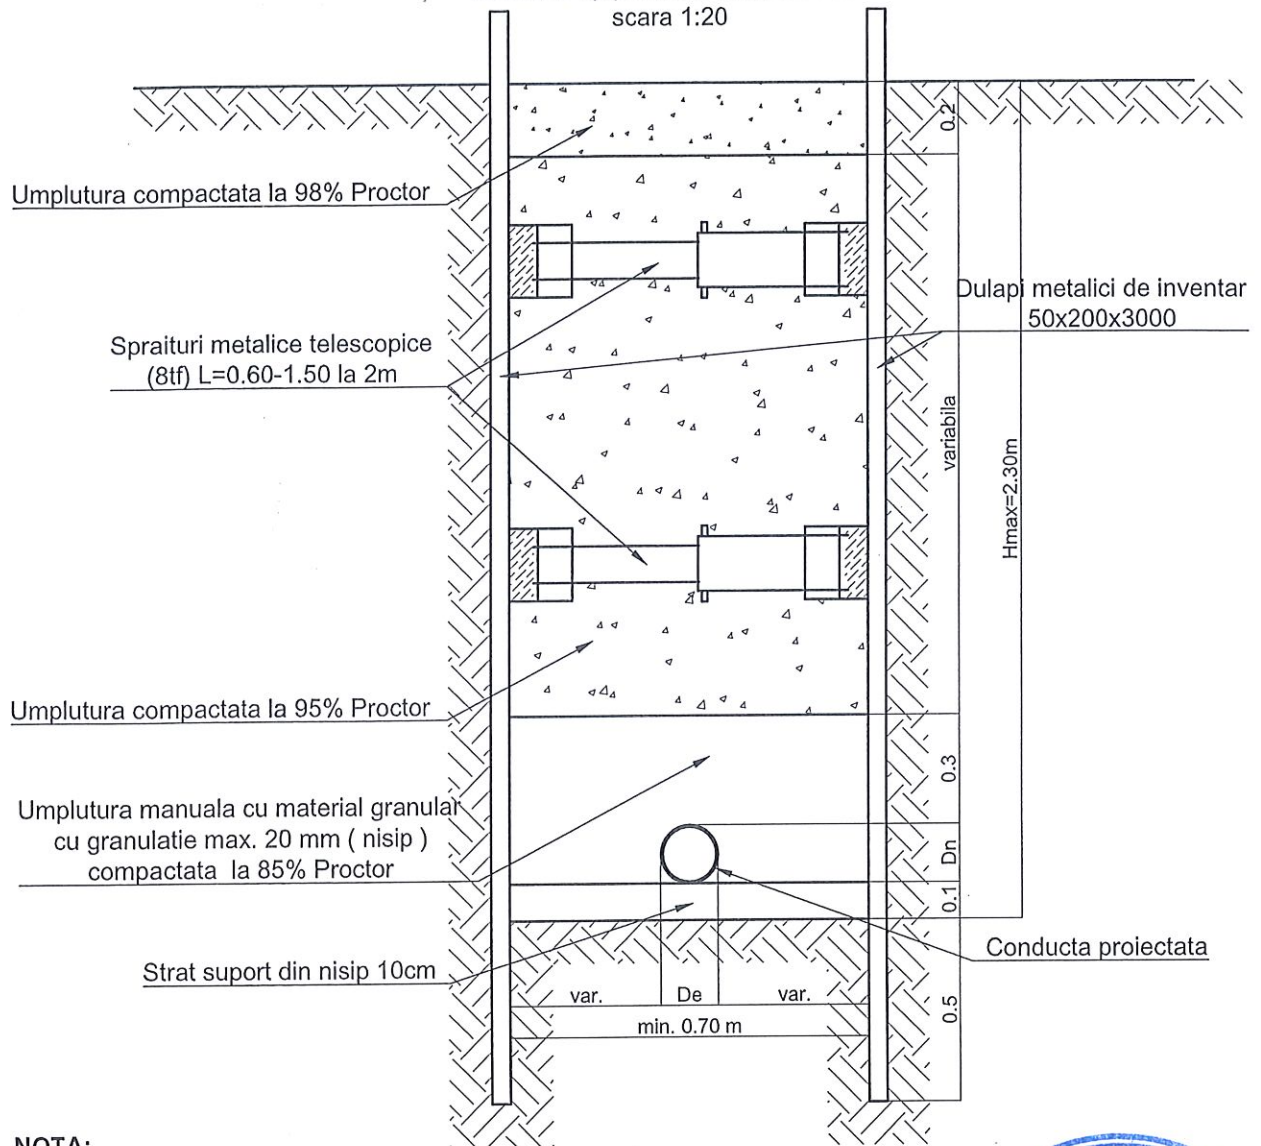 scara 1:20
0.2
Umplutura compactata la 98% Proctor
Dulapi metalici de inventar
50x200x3000
Spraituri metalice telescopice
(8tf) L=0.60-1.50 la 2m
variabila
Hmax=2.30m
Umplutura compactata la 95% Proctor
0.3
Umplutura manuala cu material granular
cu granulatie max. 20 mm ( nisip )
compactata la 85% Proctor
Dn
0.1
Conducta proiectata
Strat suport din nisip 10cm
var.
De
var.
0.5
min. 0.70 m
NOTA: